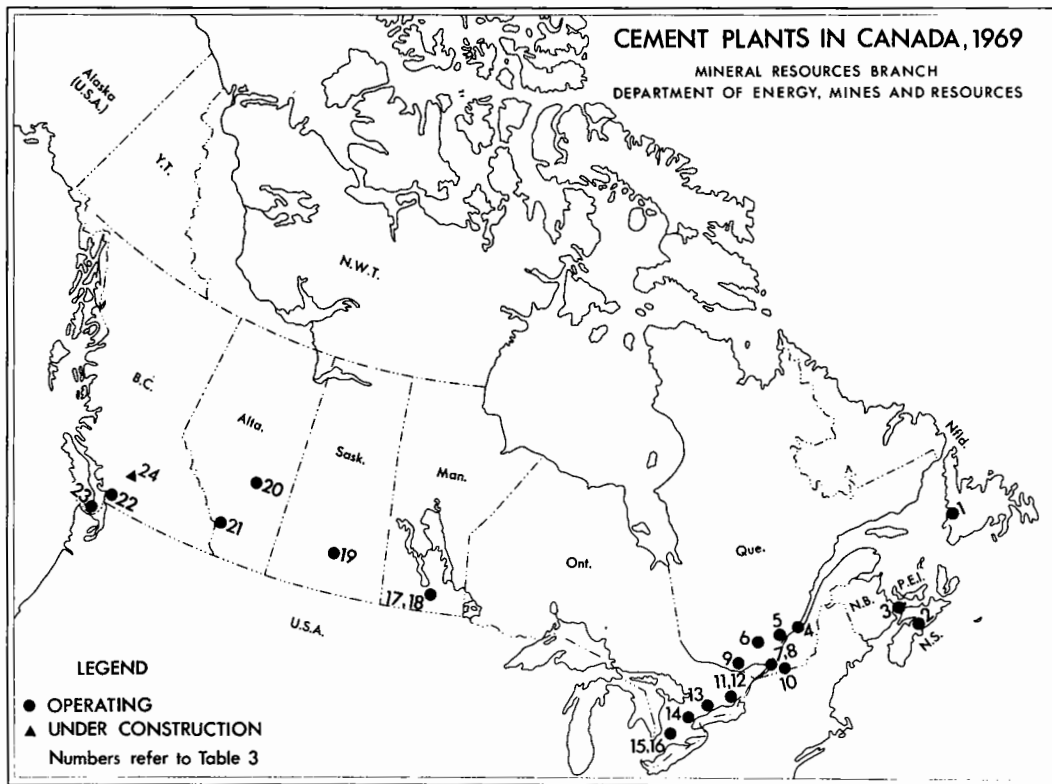 CEMENT PLANTS IN CANADA, 1969
MINERAL RESOURCES BRANCH
DEPARTMENT OF ENERGY, MINES AND RESOURCES
Alaska
(U.S.A.)
Y.T.
N.W.T.
B.C.
Alta.
Sask.
Man.
Ont.
Que.
Nfld.
N.B.
P.E.I.
N.S.
U.S.A.
24
23
22
21
20
19
17,18
1
2
3
4
5
6
7,8
9
10
11,12
13
14
15,16
LEGEND
OPERATING
UNDER CONSTRUCTION
Numbers refer to Table 3